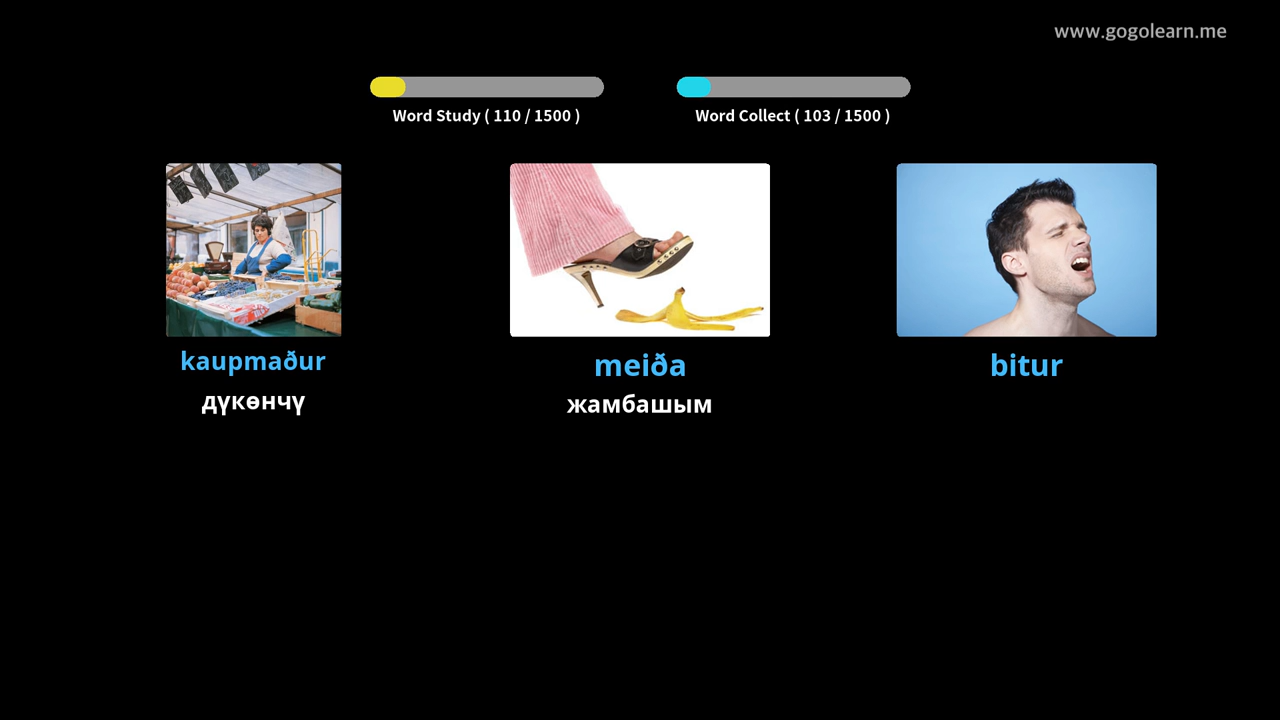 www.gogolearn.me
Word Study ( 110 / 1500 )
Word Collect ( 103 / 1500 )
kaupmaður
дүкөнчү
meiða
жамбашым
bitur